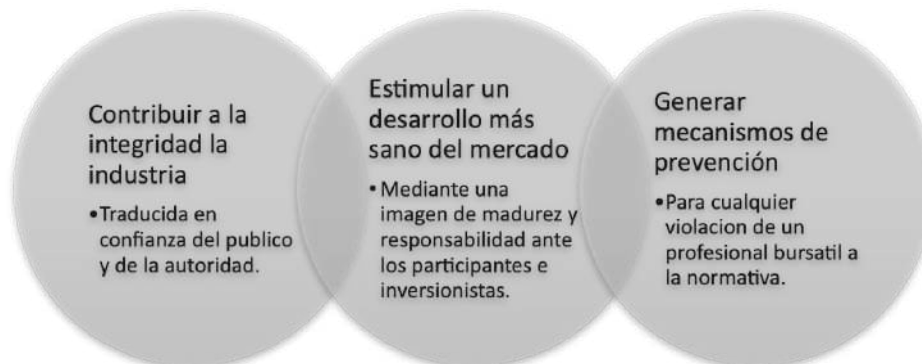 Contribuir a la
integridad la
industria
•Traducida en
confianza del publico
y de la autoridad.
Estimular un
desarrollo más
sano del mercado
•Mediante una
imagen de madurez y
responsabilidad ante
los participantes e
inversionistas.
Generar
mecanismos de
prevención
•Para cualquier
violacion de un
profesional bursatil a
la normativa.